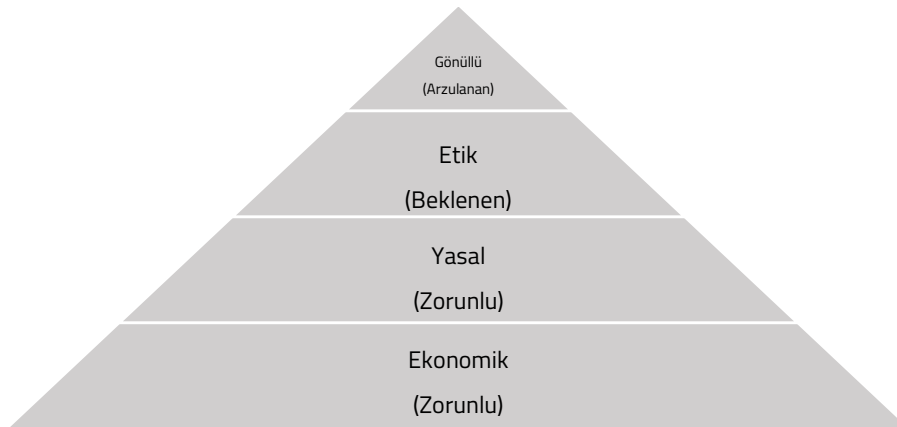 Gönüllü
(Arzulanan)
Etik
(Beklenen)
Yasal
(Zorunlu)
Ekonomik
(Zorunlu)